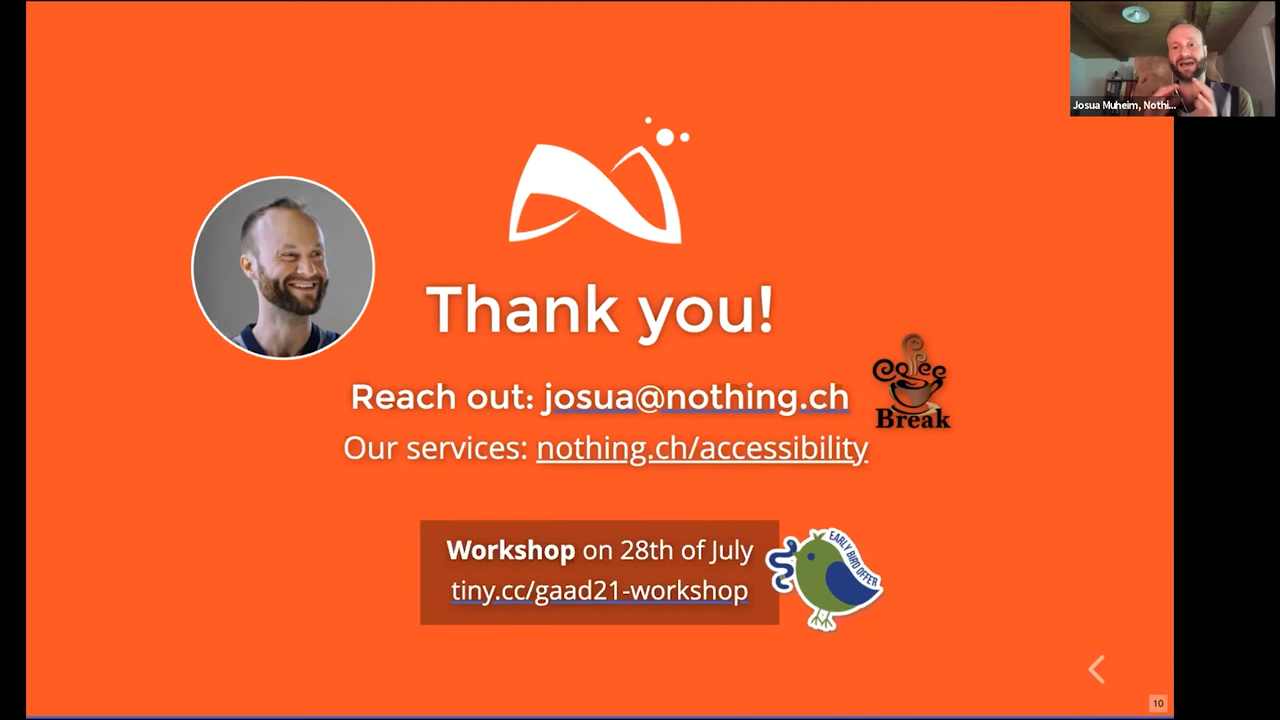 Josua Muheim, Nothi...
Thank you!
Reach out: josua@nothing.ch
Coffee
Break
Our services: nothing.ch/accessibility
Workshop on 28th of July
tiny.cc/gaad21-workshop
EARLY BIRD OFFER
10